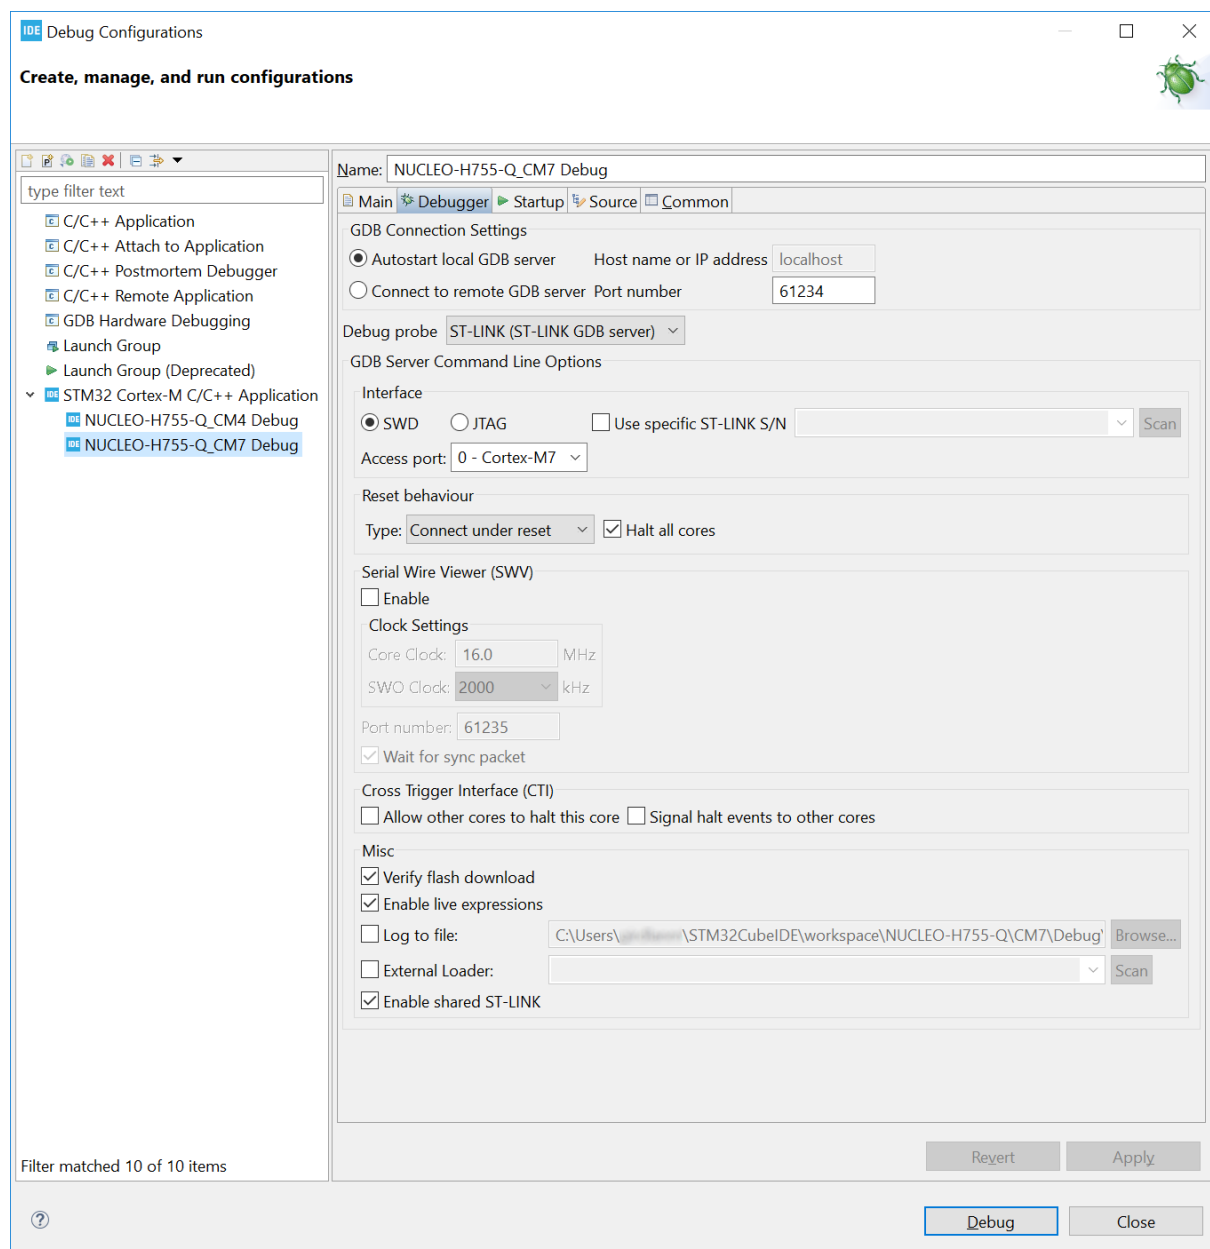 IDE Debug Configurations
Create, manage, and run configurations
type filter text
C/C++ Application
C/C++ Attach to Application
C/C++ Postmortem Debugger
C/C++ Remote Application
GDB Hardware Debugging
Launch Group
Launch Group (Deprecated)
IDE STM32 Cortex-M C/C++ Application
IDE NUCLEO-H755-Q_CM4 Debug
IDE NUCLEO-H755-Q_CM7 Debug
Filter matched 10 of 10 items
Name: NUCLEO-H755-Q_CM7 Debug
Main Debugger Startup Source Common
GDB Connection Settings
Autostart local GDB server Host name or IP address localhost
Connect to remote GDB server Port number 61234
Debug probe ST-LINK (ST-LINK GDB server)
GDB Server Command Line Options
Interface
SWD JTAG Use specific ST-LINK S/N Scan
Access port: 0 - Cortex-M7
Reset behaviour
Type: Connect under reset Halt all cores
Serial Wire Viewer (SWV)
Enable
Clock Settings
Core Clock: 16.0 MHz
SWO Clock: 2000 kHz
Port number: 61235
Wait for sync packet
Cross Trigger Interface (CTI)
Allow other cores to halt this core Signal halt events to other cores
Misc
Verify flash download
Enable live expressions
Log to file: C:\Users\ \STM32CubeIDE\workspace\NUCLEO-H755-Q\CM7\Debug\ Browse...
External Loader: Scan
Enable shared ST-LINK
Revert Apply
? Debug Close